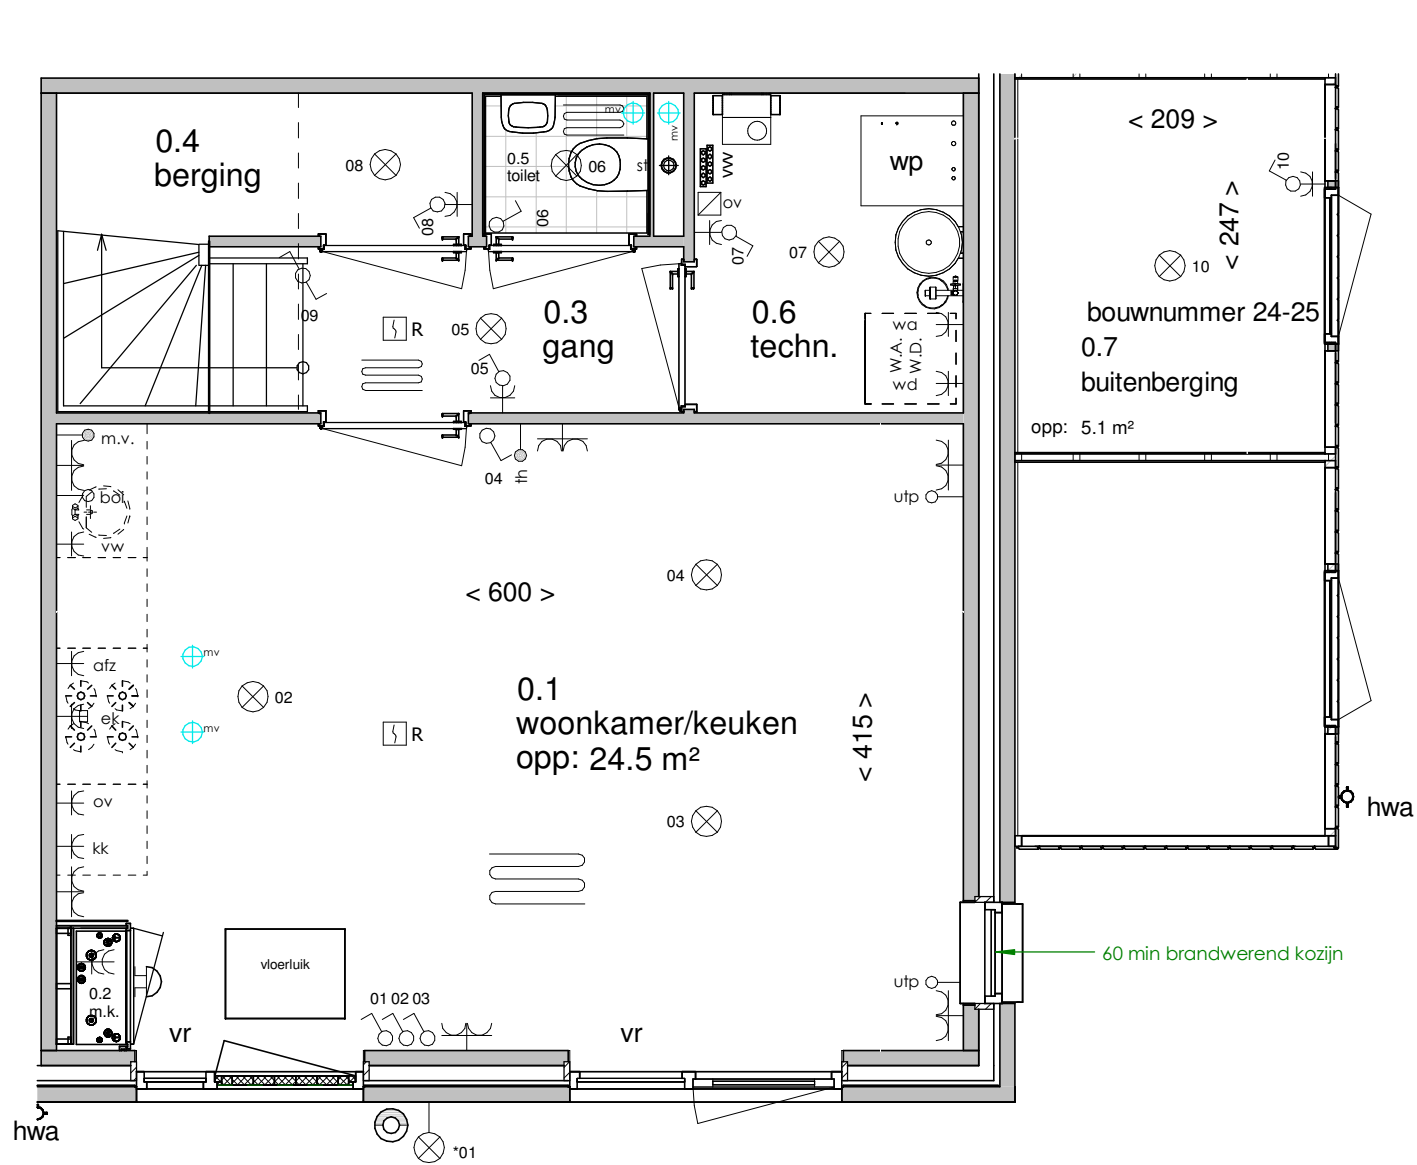 < 209 >
0.4
berging
08
08
0.5
toilet
06
06
mv
mv
st
vw
ov
07
07
wp
10
< 247 >
10
09
R
05
05
0.3
gang
0.6
techn.
wa
W.A.
W.D.
wd
bouwnummer 24-25
0.7
buitenberging
opp: 5.1 m²
m.v.
04
th
boi
vw
utp
04
< 600 >
mv
afz
02
ek
mv
R
0.1
woonkamer/keuken
opp: 24.5 m²
< 415 >
ov
03
kk
hwa
vloerluik
60 min brandwerend kozijn
0.2
m.k.
utp
01 02 03
vr
vr
hwa
*01